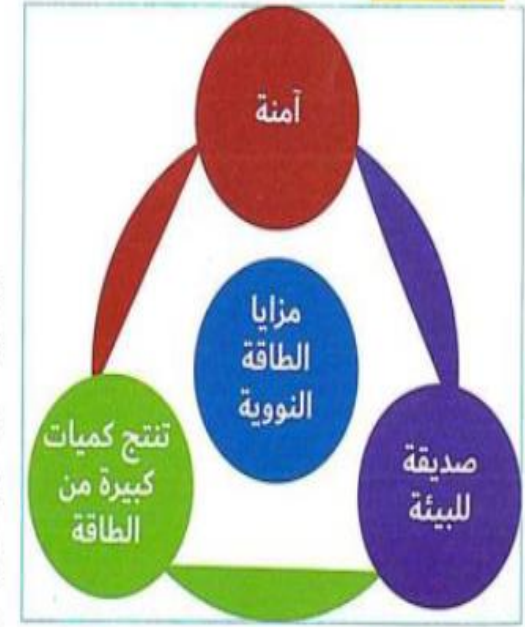 آمنة
مزايا
الطاقة
النووية
صديقة
للبيئة
تنتج كميات
كبيرة من
الطاقة